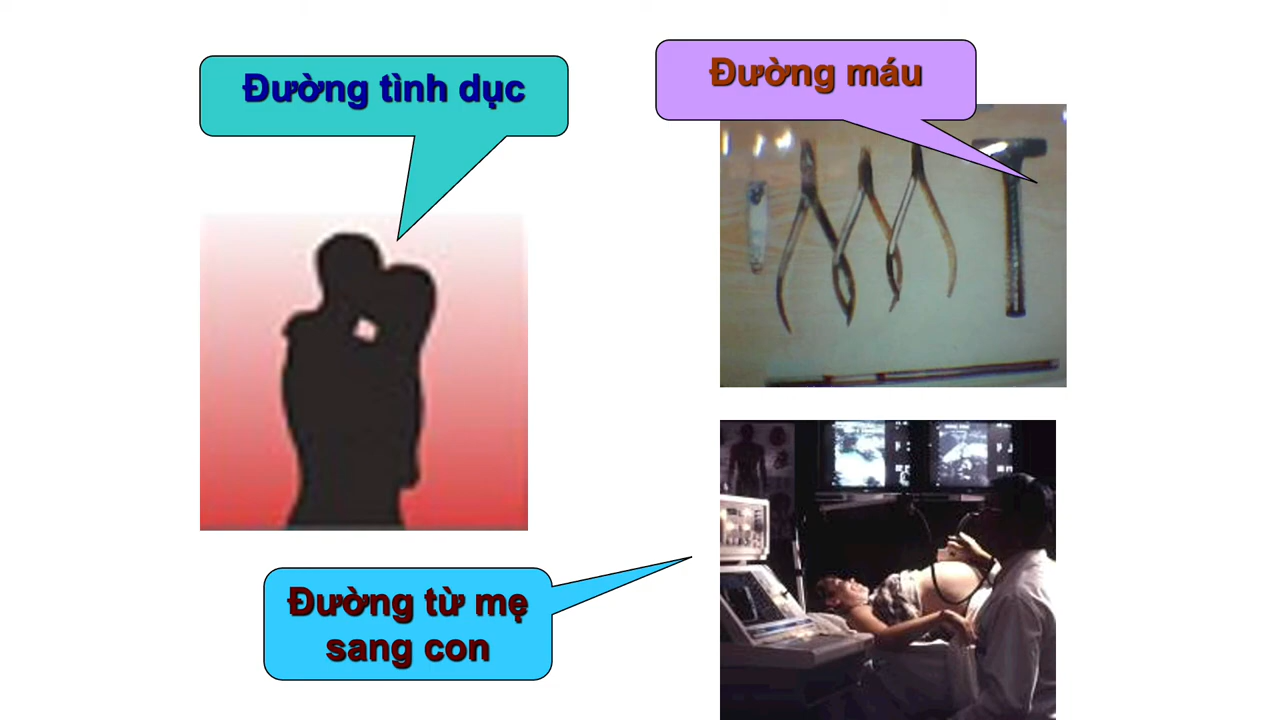 Đường tình dục
Đường máu
Đường từ mẹ
sang con